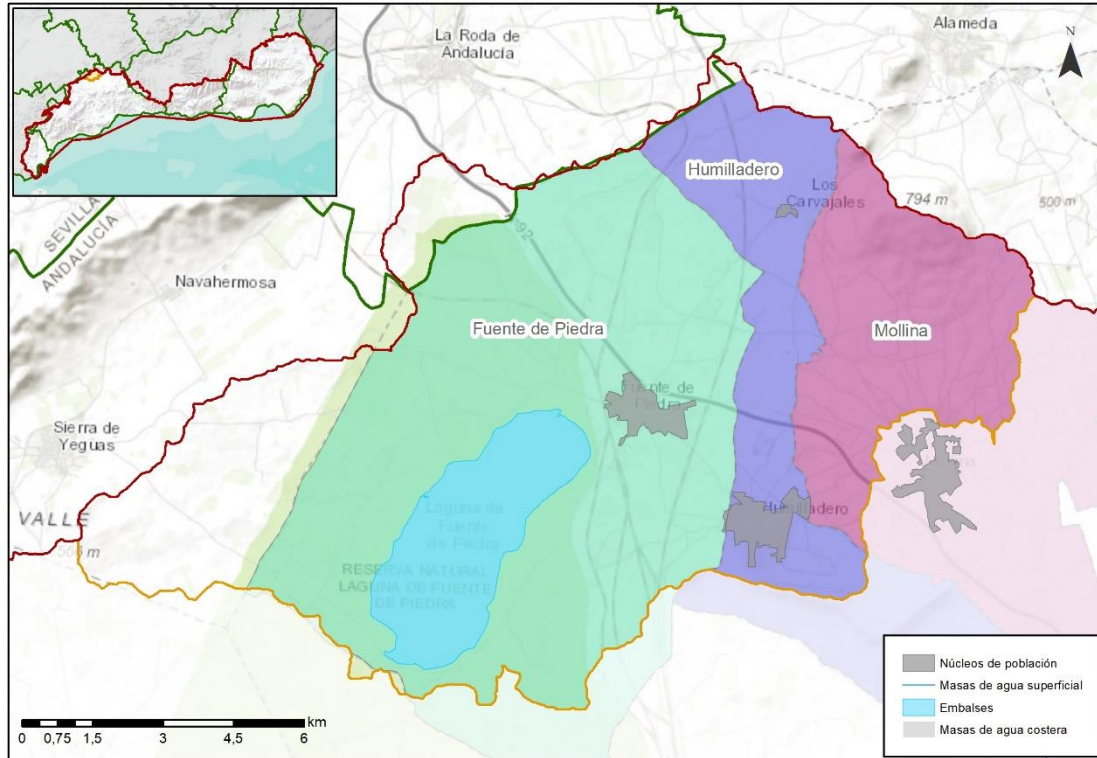 La Roda de
Andalucía
Alameda
N
Humilladero
Los
Carvajales
794 m
500 m
SEVILLA
ANDALUCÍA
Navahermosa
Fuente de Piedra
Mollina
Fuente de
Piedra
Sierra de
Yeguas
Humilladero
VALLE
Laguna de
Fuente
de Piedra
RESERVA NATURAL
LAGUNA DE FUENTE
DE PIEDRA
Núcleos de población
Masas de agua superficial
Embalses
Masas de agua costera
km
0 0,75 1,5 3 4,5 6